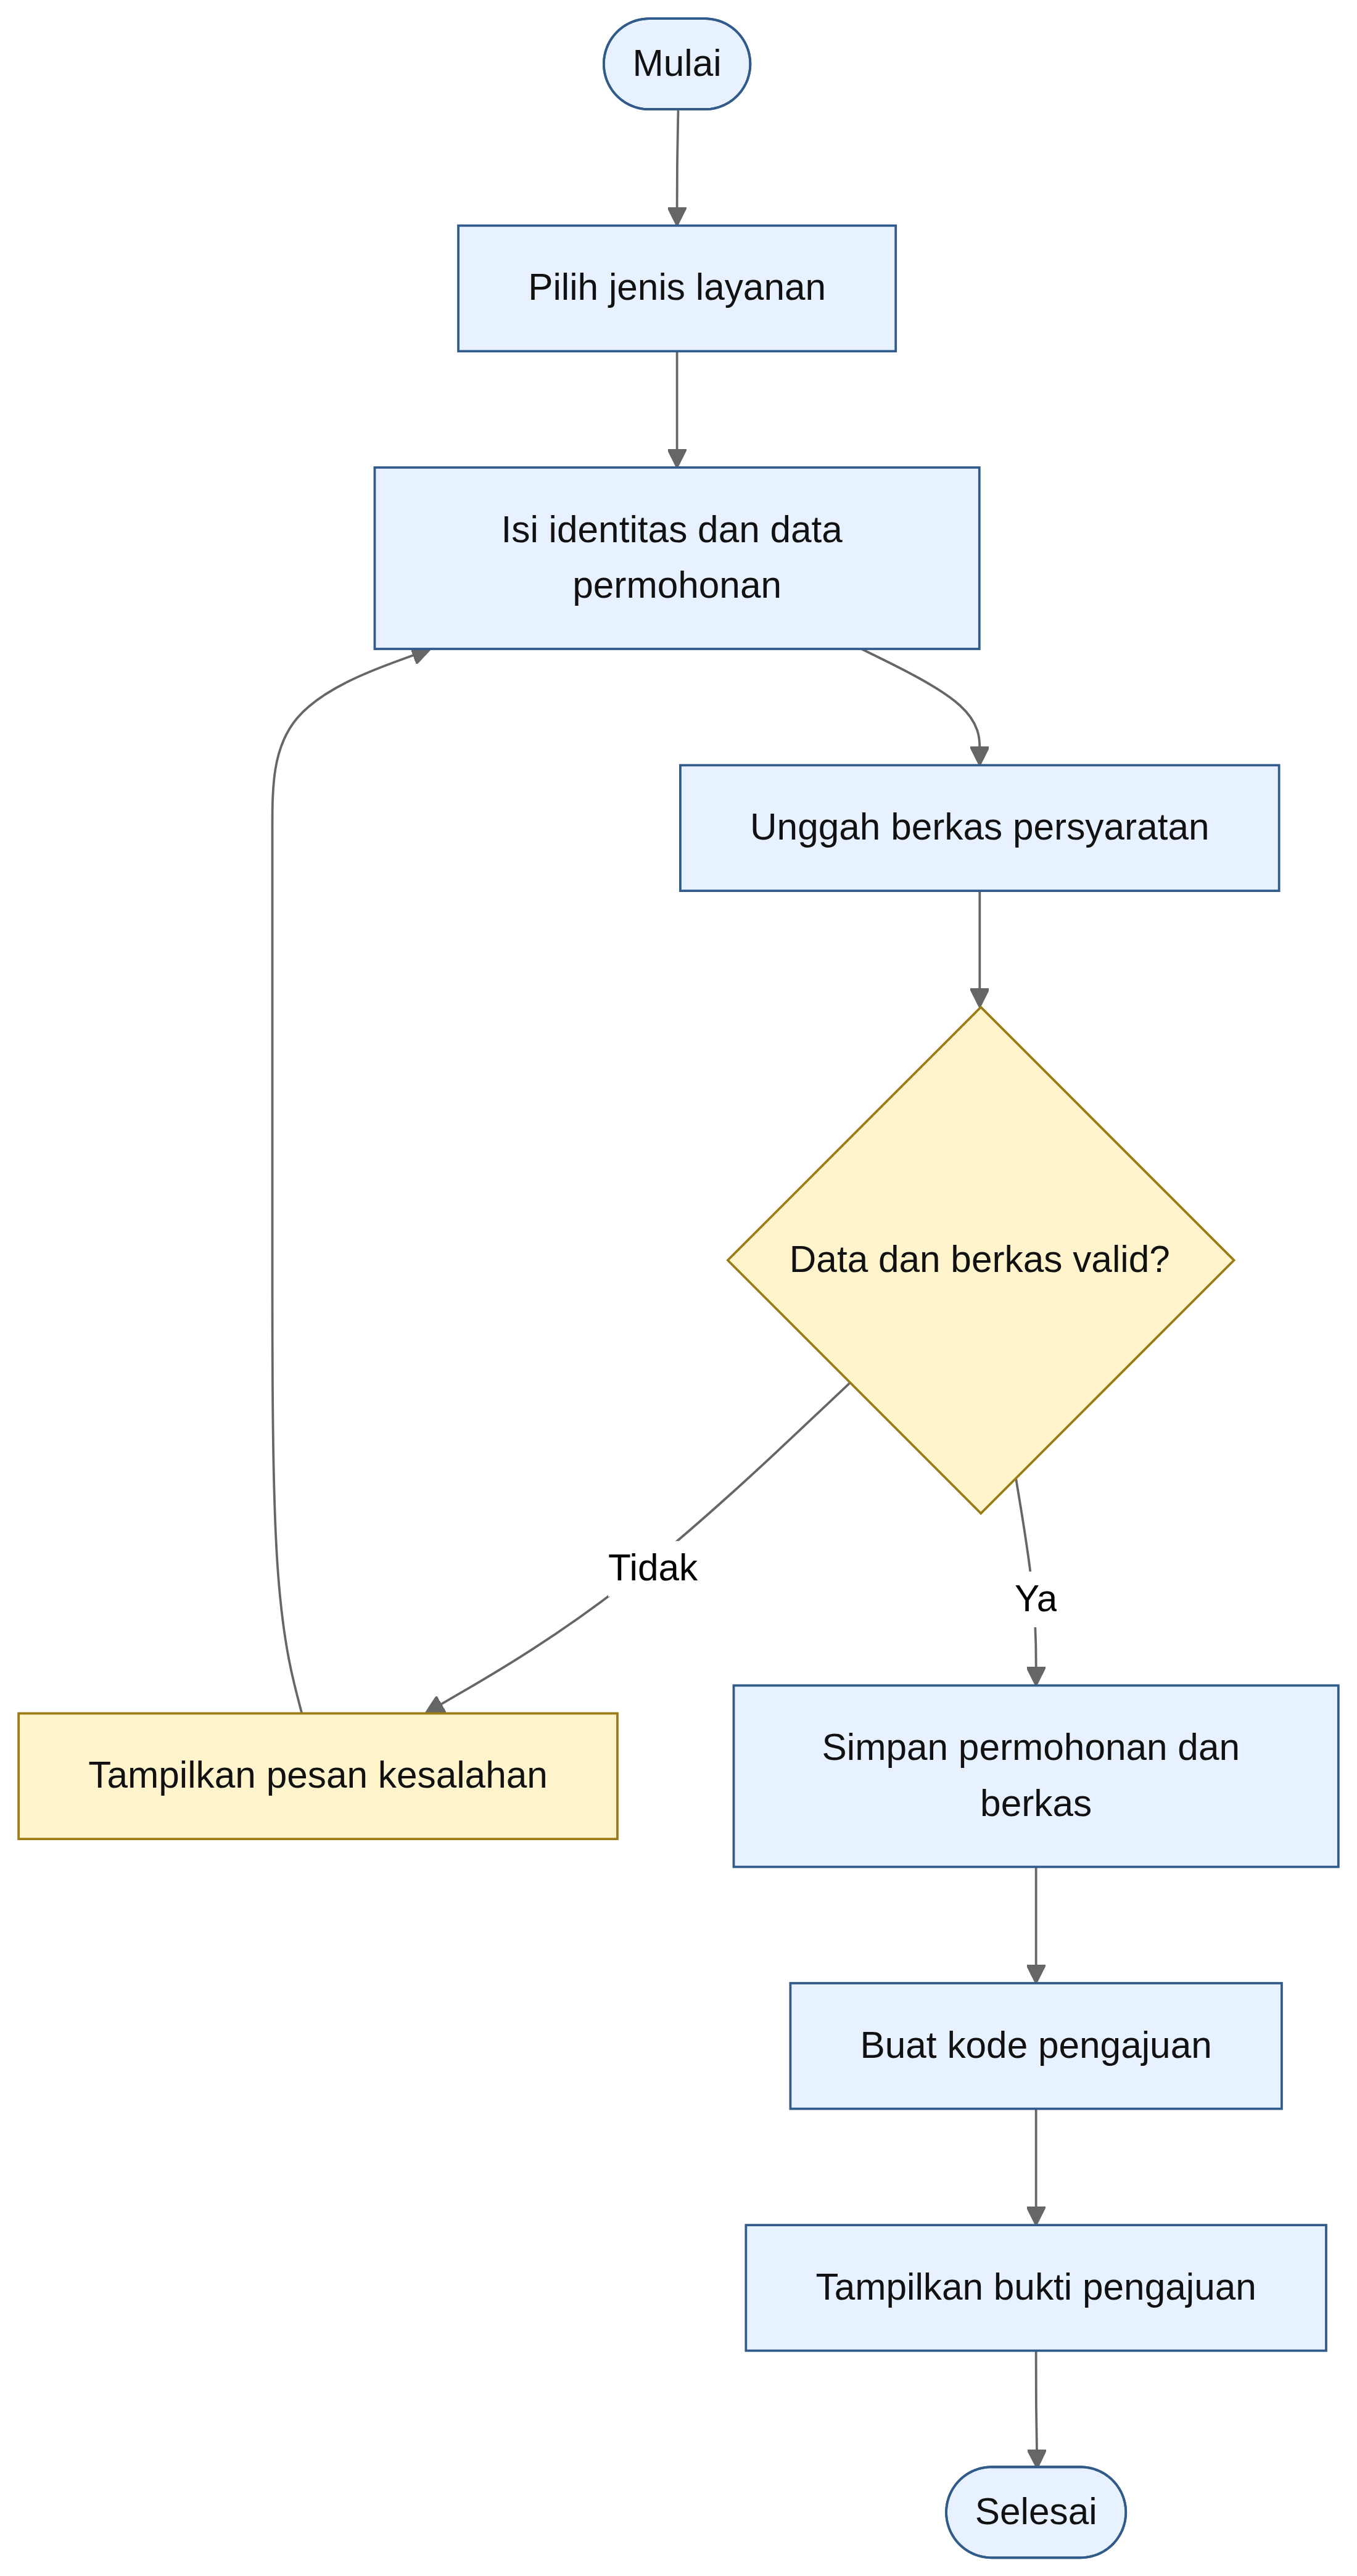 Mulai
Pilih jenis layanan
Isi identitas dan data
permohonan
Unggah berkas persyaratan
Data dan berkas valid?
Tidak
Ya
Tampilkan pesan kesalahan
Simpan permohonan dan
berkas
Buat kode pengajuan
Tampilkan bukti pengajuan
Selesai